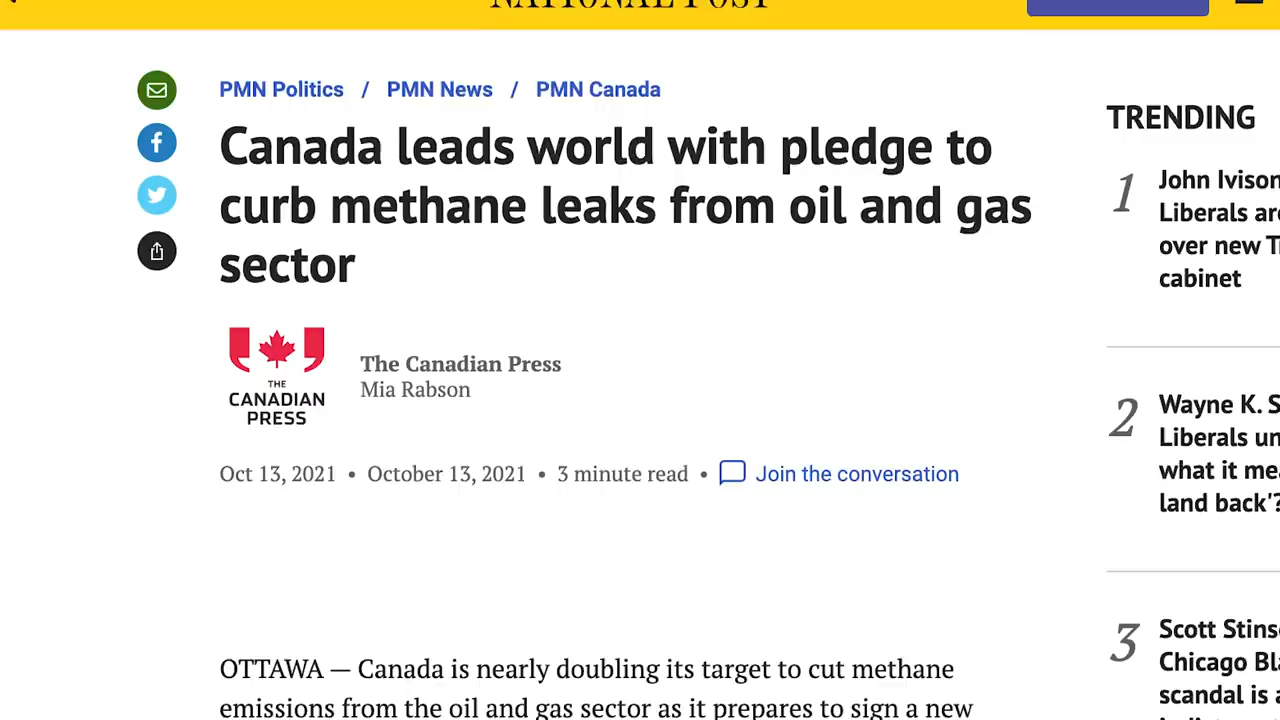 NATIONAL POST
PMN Politics / PMN News / PMN Canada
Canada leads world with pledge to
curb methane leaks from oil and gas
sector
THE
CANADIAN
PRESS
The Canadian Press
Mia Rabson
Oct 13, 2021 • October 13, 2021 • 3 minute read • Join the conversation
OTTAWA — Canada is nearly doubling its target to cut methane
emissions from the oil and gas sector as it prepares to sign a new
TRENDING
1
John Ivison
Liberals are
over new T
cabinet
2
Wayne K. S
Liberals un
what it me
land back'?
3
Scott Stins
Chicago Bl
scandal is a